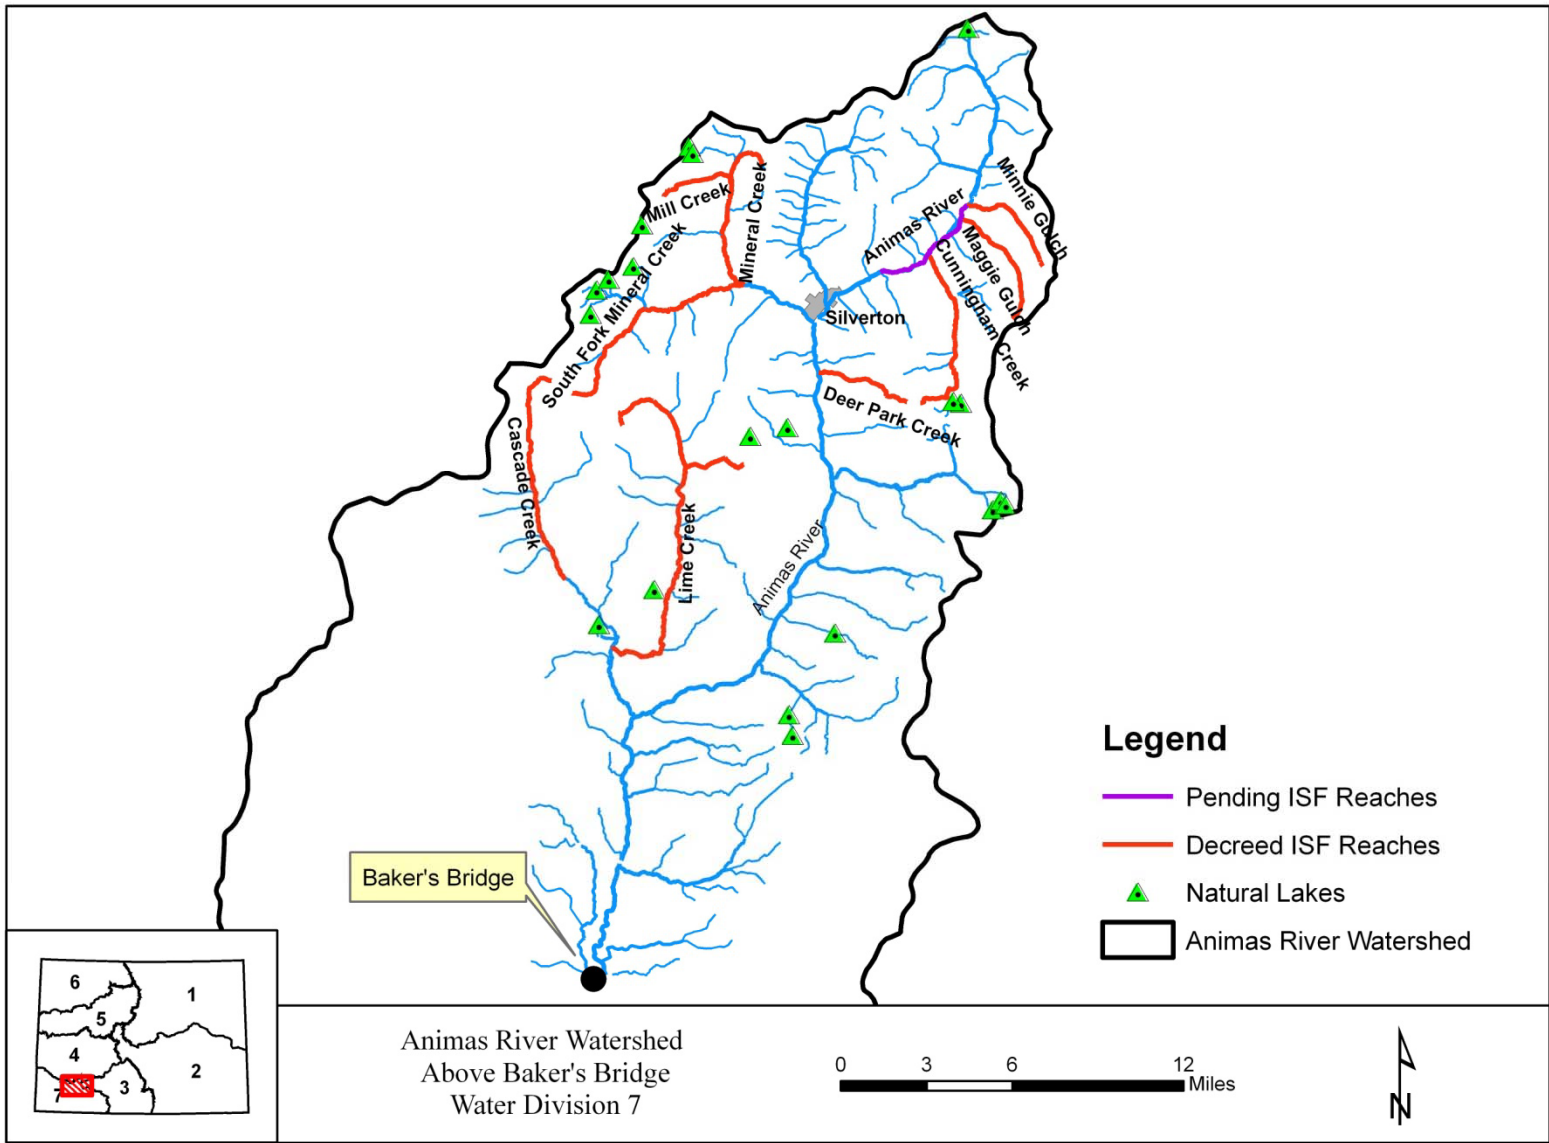 Minnie Gulch
Mill Creek
Mineral Creek
Animas River
Maggie Gulch
South Fork Mineral Creek
Cunningham Creek
Silverton
Deer Park Creek
Cascade Creek
Lime Creek
Animas River
Legend
Pending ISF Reaches
Decreed ISF Reaches
Natural Lakes
Animas River Watershed
Baker's Bridge
6
1
5
4
2
3
7
Animas River Watershed
Above Baker's Bridge
Water Division 7
0 3 6 12
Miles
N